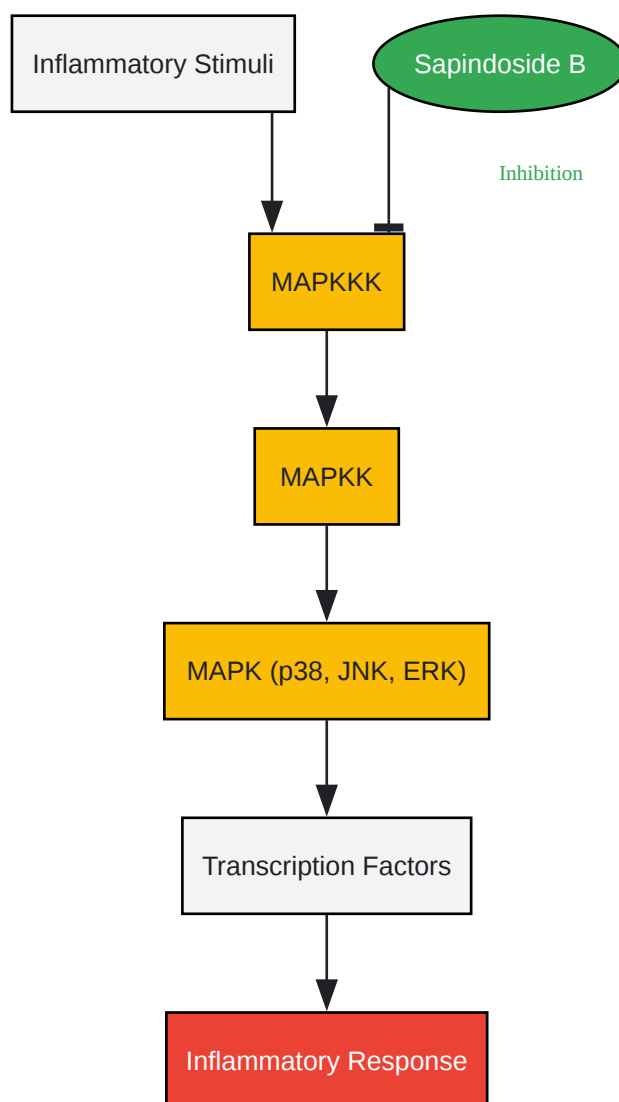 Inflammatory Stimuli
Sapindoside B
Inhibition
MAPKKK
MAPKK
MAPK (p38, JNK, ERK)
Transcription Factors
Inflammatory Response